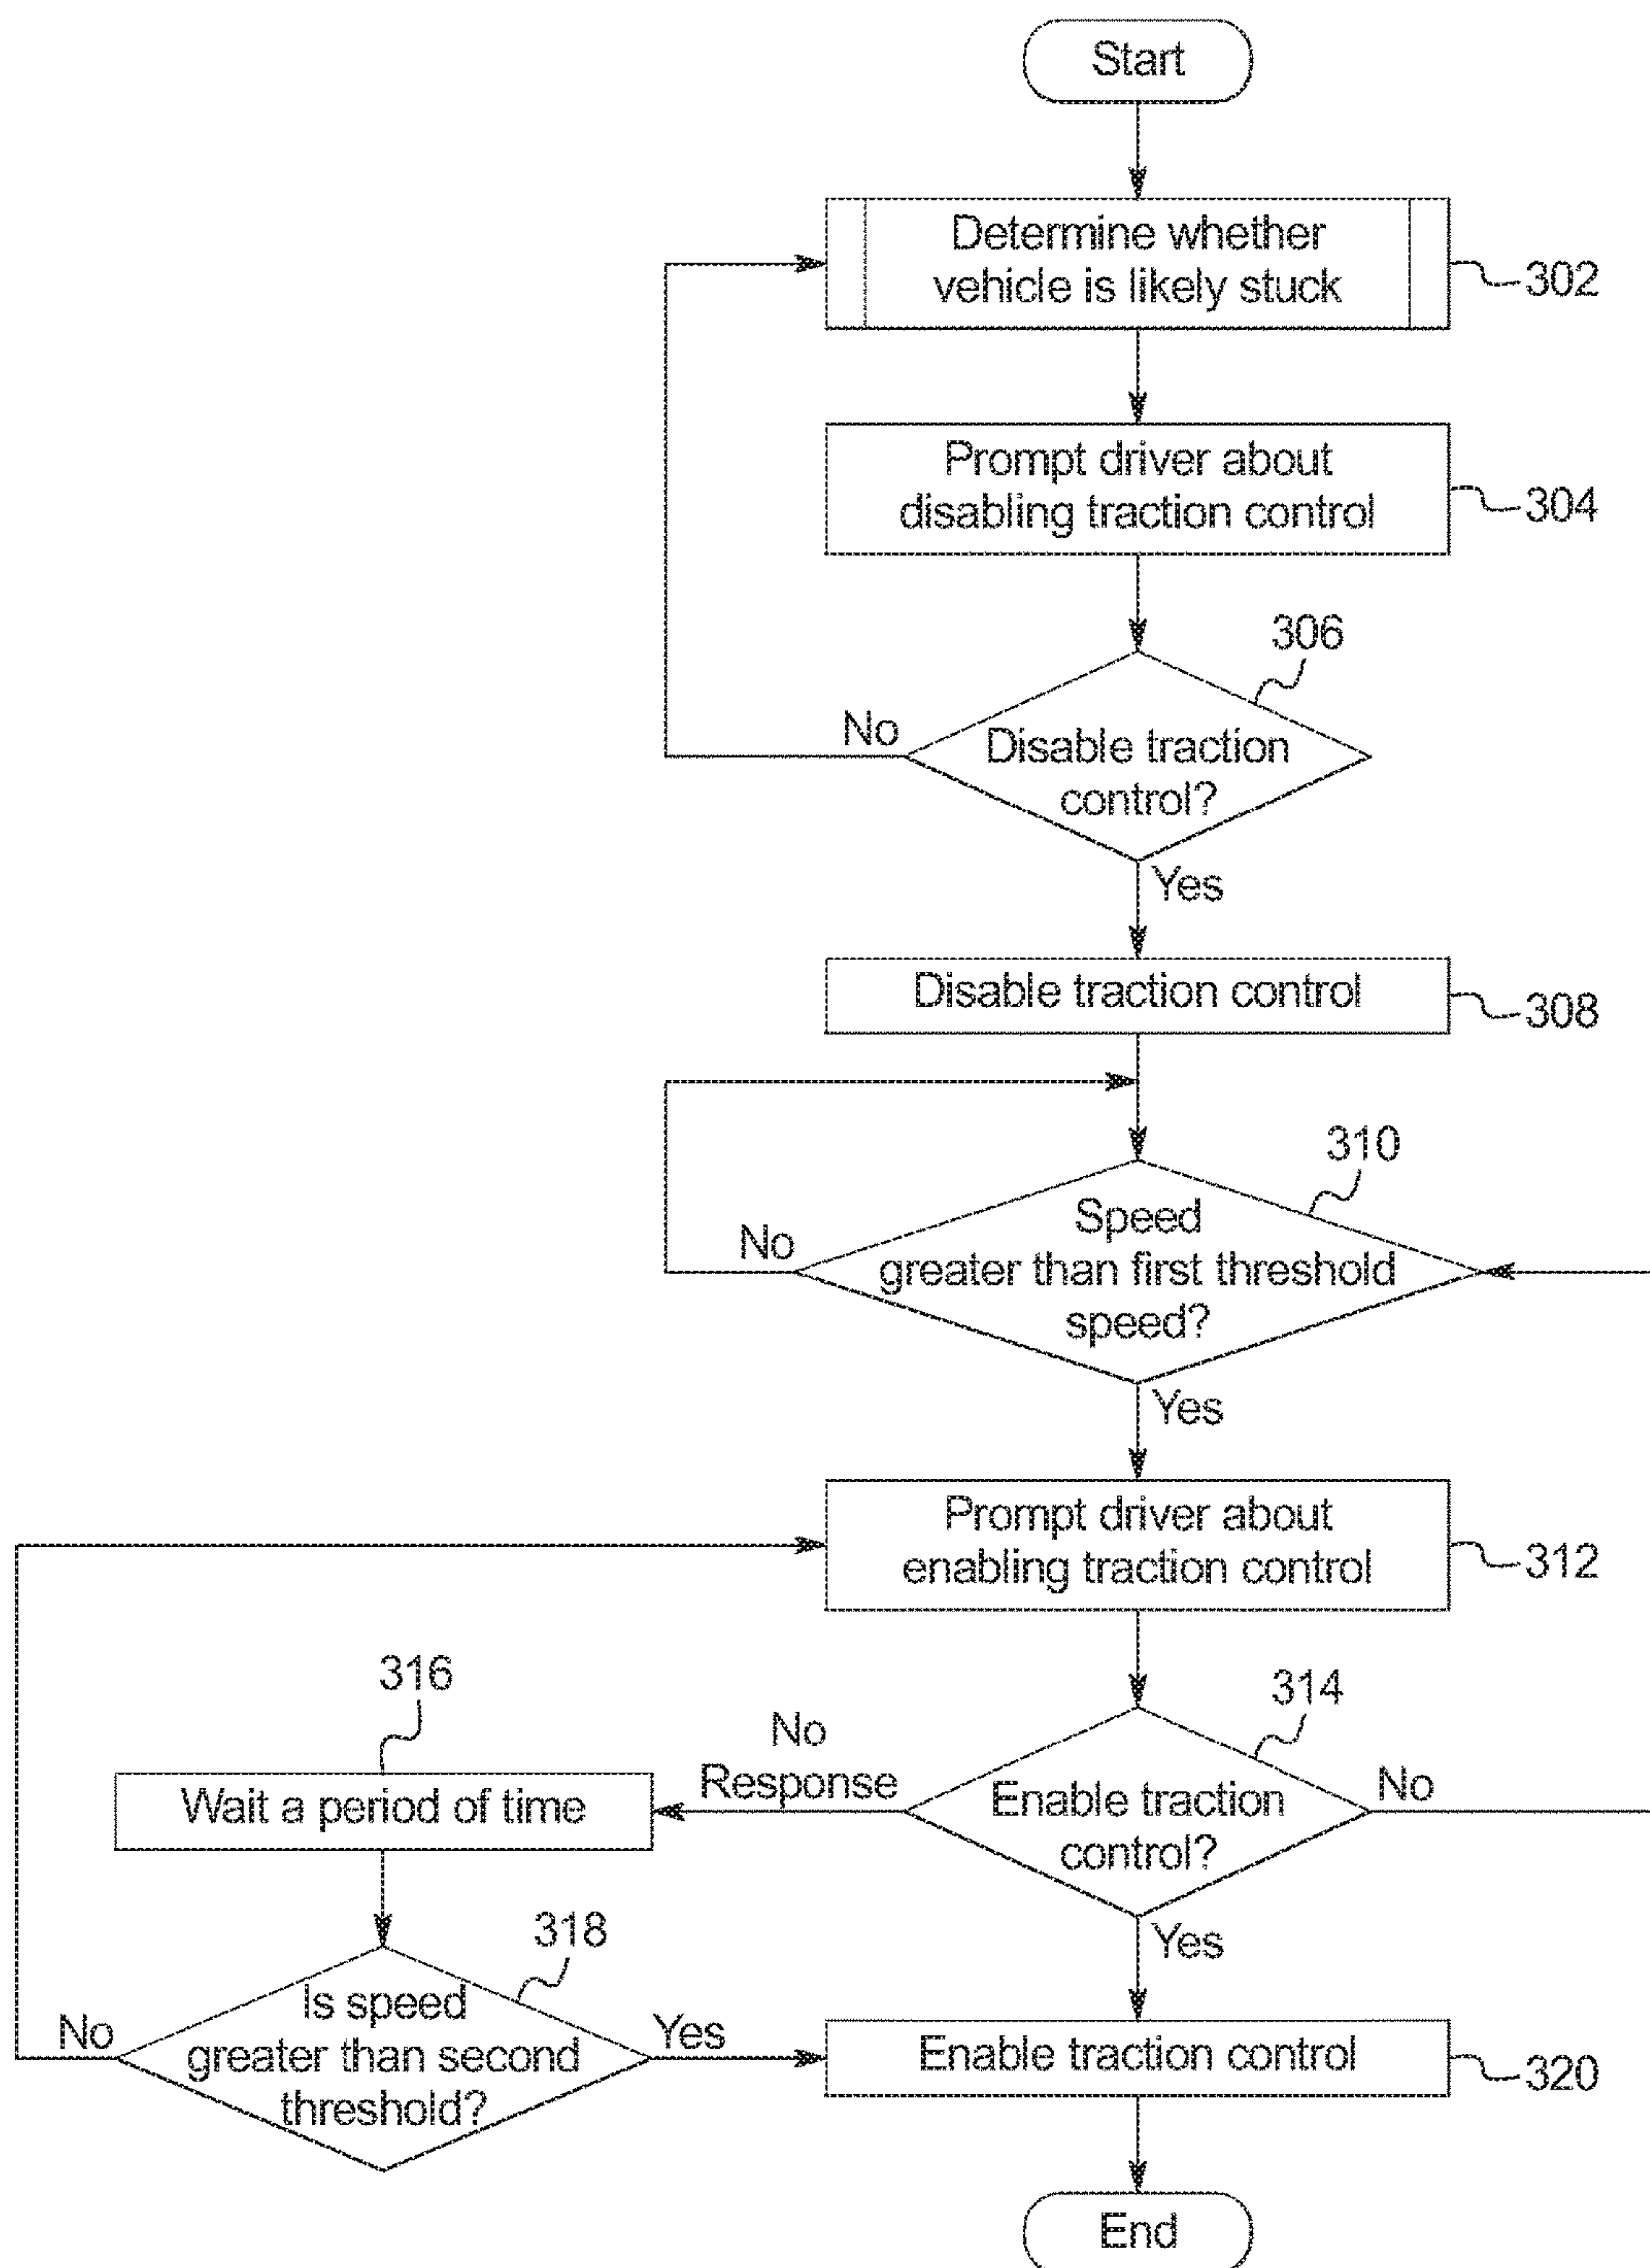 Start
Determine whether
vehicle is likely stuck
302
Prompt driver about
disabling traction control
304
306
Disable traction
control?
No
Yes
Disable traction control
308
310
Speed
greater than first threshold
speed?
No
Yes
Prompt driver about
enabling traction control
312
314
Enable traction
control?
No
Response
No
Yes
316
Wait a period of time
318
Is speed
greater than second
threshold?
No
Yes
Enable traction control
320
End